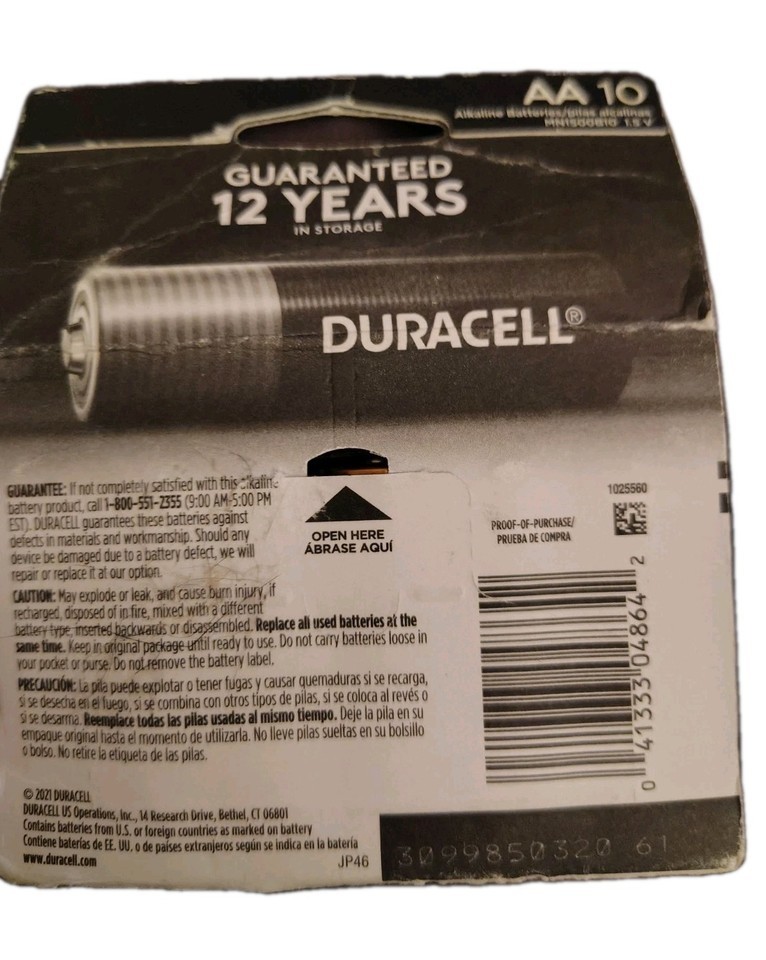 AA 10
Alkaline Batteries/pilas alcalinas
MN1500B10 1.5 V
GUARANTEED
12 YEARS
IN STORAGE
DURACELL®
GUARANTEE: If not completely satisfied with this alkaline
battery product, call 1-800-551-2355 (9:00 AM-5:00 PM
EST). DURACELL guarantees these batteries against
defects in materials and workmanship. Should any
device be damaged due to a battery defect, we will
repair or replace it at our option.
CAUTION: May explode or leak, and cause burn injury, if
recharged, disposed of in fire, mixed with a different
battery type, inserted backwards or disassembled. Replace all used batteries at the
same time. Keep in original package until ready to use. Do not carry batteries loose in
your pocket or purse. Do not remove the battery label.
PRECAUCIÓN: La pila puede explotar o tener fugas y causar quemaduras si se recarga,
si se desecha en el fuego, si se combina con otros tipos de pilas, si se coloca al revés o
si se desarma. Reemplace todas las pilas usadas al mismo tiempo. Deje la pila en su
empaque original hasta el momento de utilizarla. No lleve pilas sueltas en su bolsillo
o bolso. No retire la etiqueta de las pilas.
OPEN HERE
ÁBRASE AQUÍ
PROOF-OF-PURCHASE/
PRUEBA DE COMPRA
1025560
0 41333 04864 2
© 2021 DURACELL
DURACELL US Operations, Inc., 14 Research Drive, Bethel, CT 06801
Contains batteries from U.S. or foreign countries as marked on battery
Contiene baterías de EE. UU. o de países extranjeros según se indica en la batería
www.duracell.com
JP46
3099850320 61